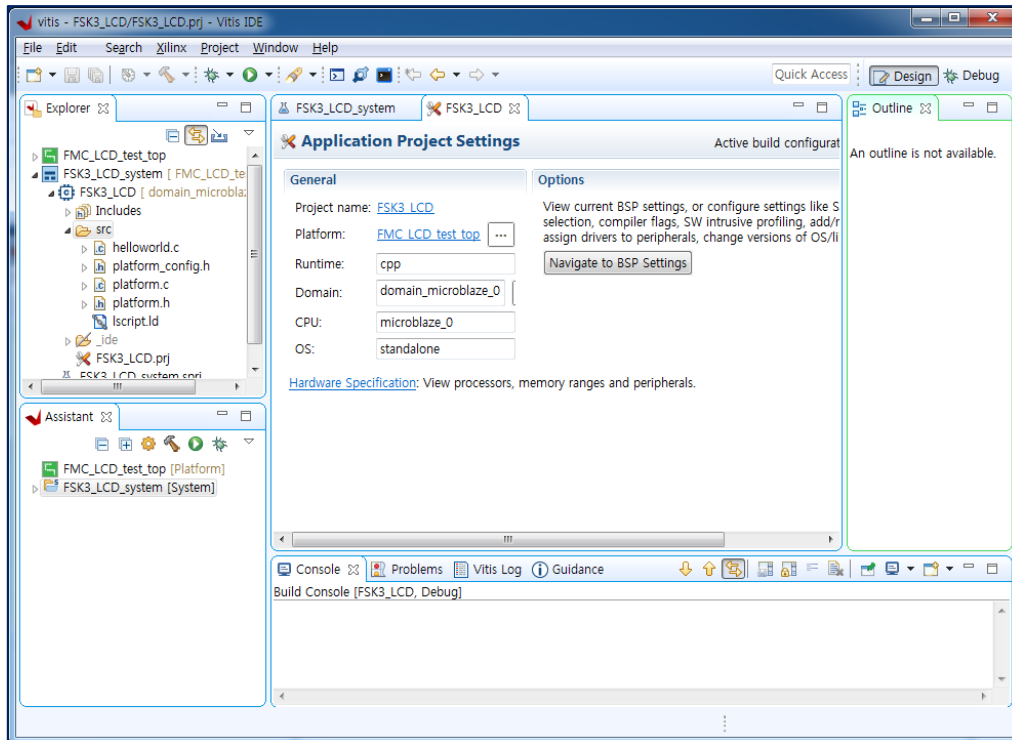 vitis - FSK3_LCD/FSK3_LCD.prj - Vitis IDE
File Edit Search Xilinx Project Window Help
Quick Access
Design
Debug
Explorer
FMC_LCD_test_top
FSK3_LCD_system [ FMC_LCD_te
FSK3_LCD [ domain_microbla
Includes
src
helloworld.c
platform_config.h
platform.c
platform.h
lscript.ld
_ide
FSK3_LCD.prj
FSK3_LCD_system.sprj
Assistant
FMC_LCD_test_top [Platform]
FSK3_LCD_system [System]
FSK3_LCD_system
FSK3_LCD
Application Project Settings
Active build configurat
General
Project name: FSK3_LCD
Platform: FMC_LCD_test_top ...
Runtime: cpp
Domain: domain_microblaze_0
CPU: microblaze_0
OS: standalone
Hardware Specification: View processors, memory ranges and peripherals.
Options
View current BSP settings, or configure settings like S
selection, compiler flags, SW intrusive profiling, add/r
assign drivers to peripherals, change versions of OS/li
Navigate to BSP Settings
Outline
An outline is not available.
Console
Problems
Vitis Log
Guidance
Build Console [FSK3_LCD, Debug]